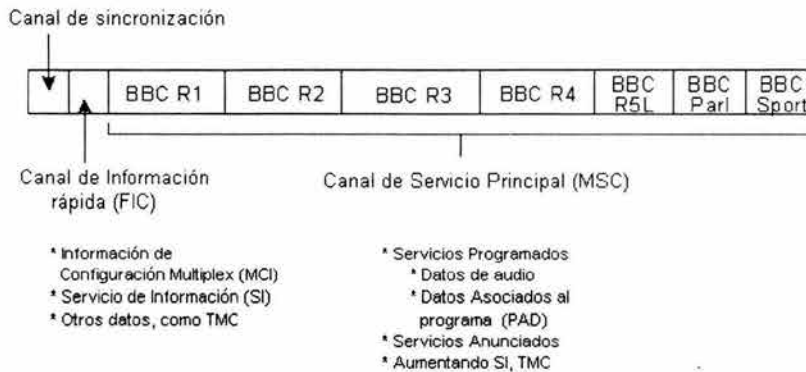 Canal de sincronización
BBC R1 BBC R2 BBC R3 BBC R4 BBC R5L BBC Parl BBC Sport
Canal de Información
rápida (FIC)
Canal de Servicio Principal (MSC)
* Información de
Configuración Multiplex (MCI)
* Servicio de Información (SI)
* Otros datos, como TMC
* Servicios Programados
* Datos de audio
* Datos Asociados al
programa (PAD)
* Servicios Anunciados
* Aumentando SI, TMC